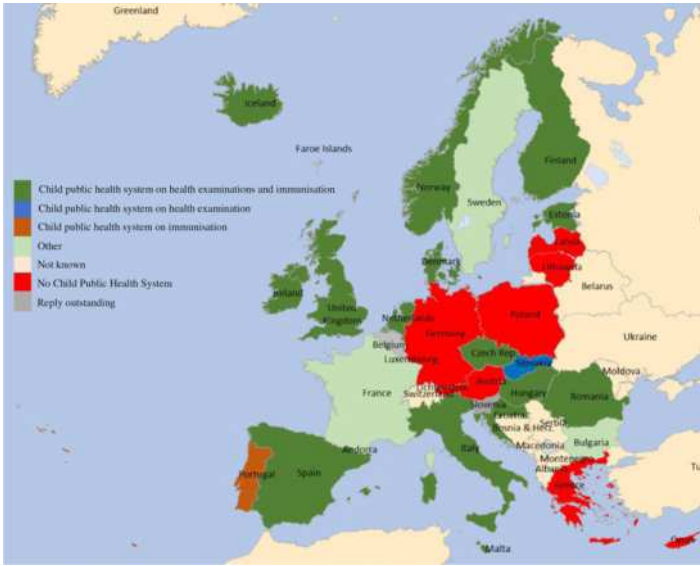 Greenland
Iceland
Faroe Islands
Norway
Sweden
Finland
Child public health system on health examinations and immunisation
Child public health system on health examination
Child public health system on immunisation
Other
Not known
No Child Public Health System
Reply outstanding
Estonia
Latvia
Lithuania
Denmark
Ireland
United
Kingdom
Netherlands
Belarus
Poland
Germany
Belgium
Luxembourg
Ukraine
Czech Rep.
Slovakia
Moldova
France
Austria
Liechtenstein
Switzerland
Hungary
Romania
Slovenia
Croatia
Bosnia & Herz.
Serbia
Italy
Bulgaria
Andorra
Macedonia
Montenegro
Portugal
Spain
Greece
Malta
Cyprus